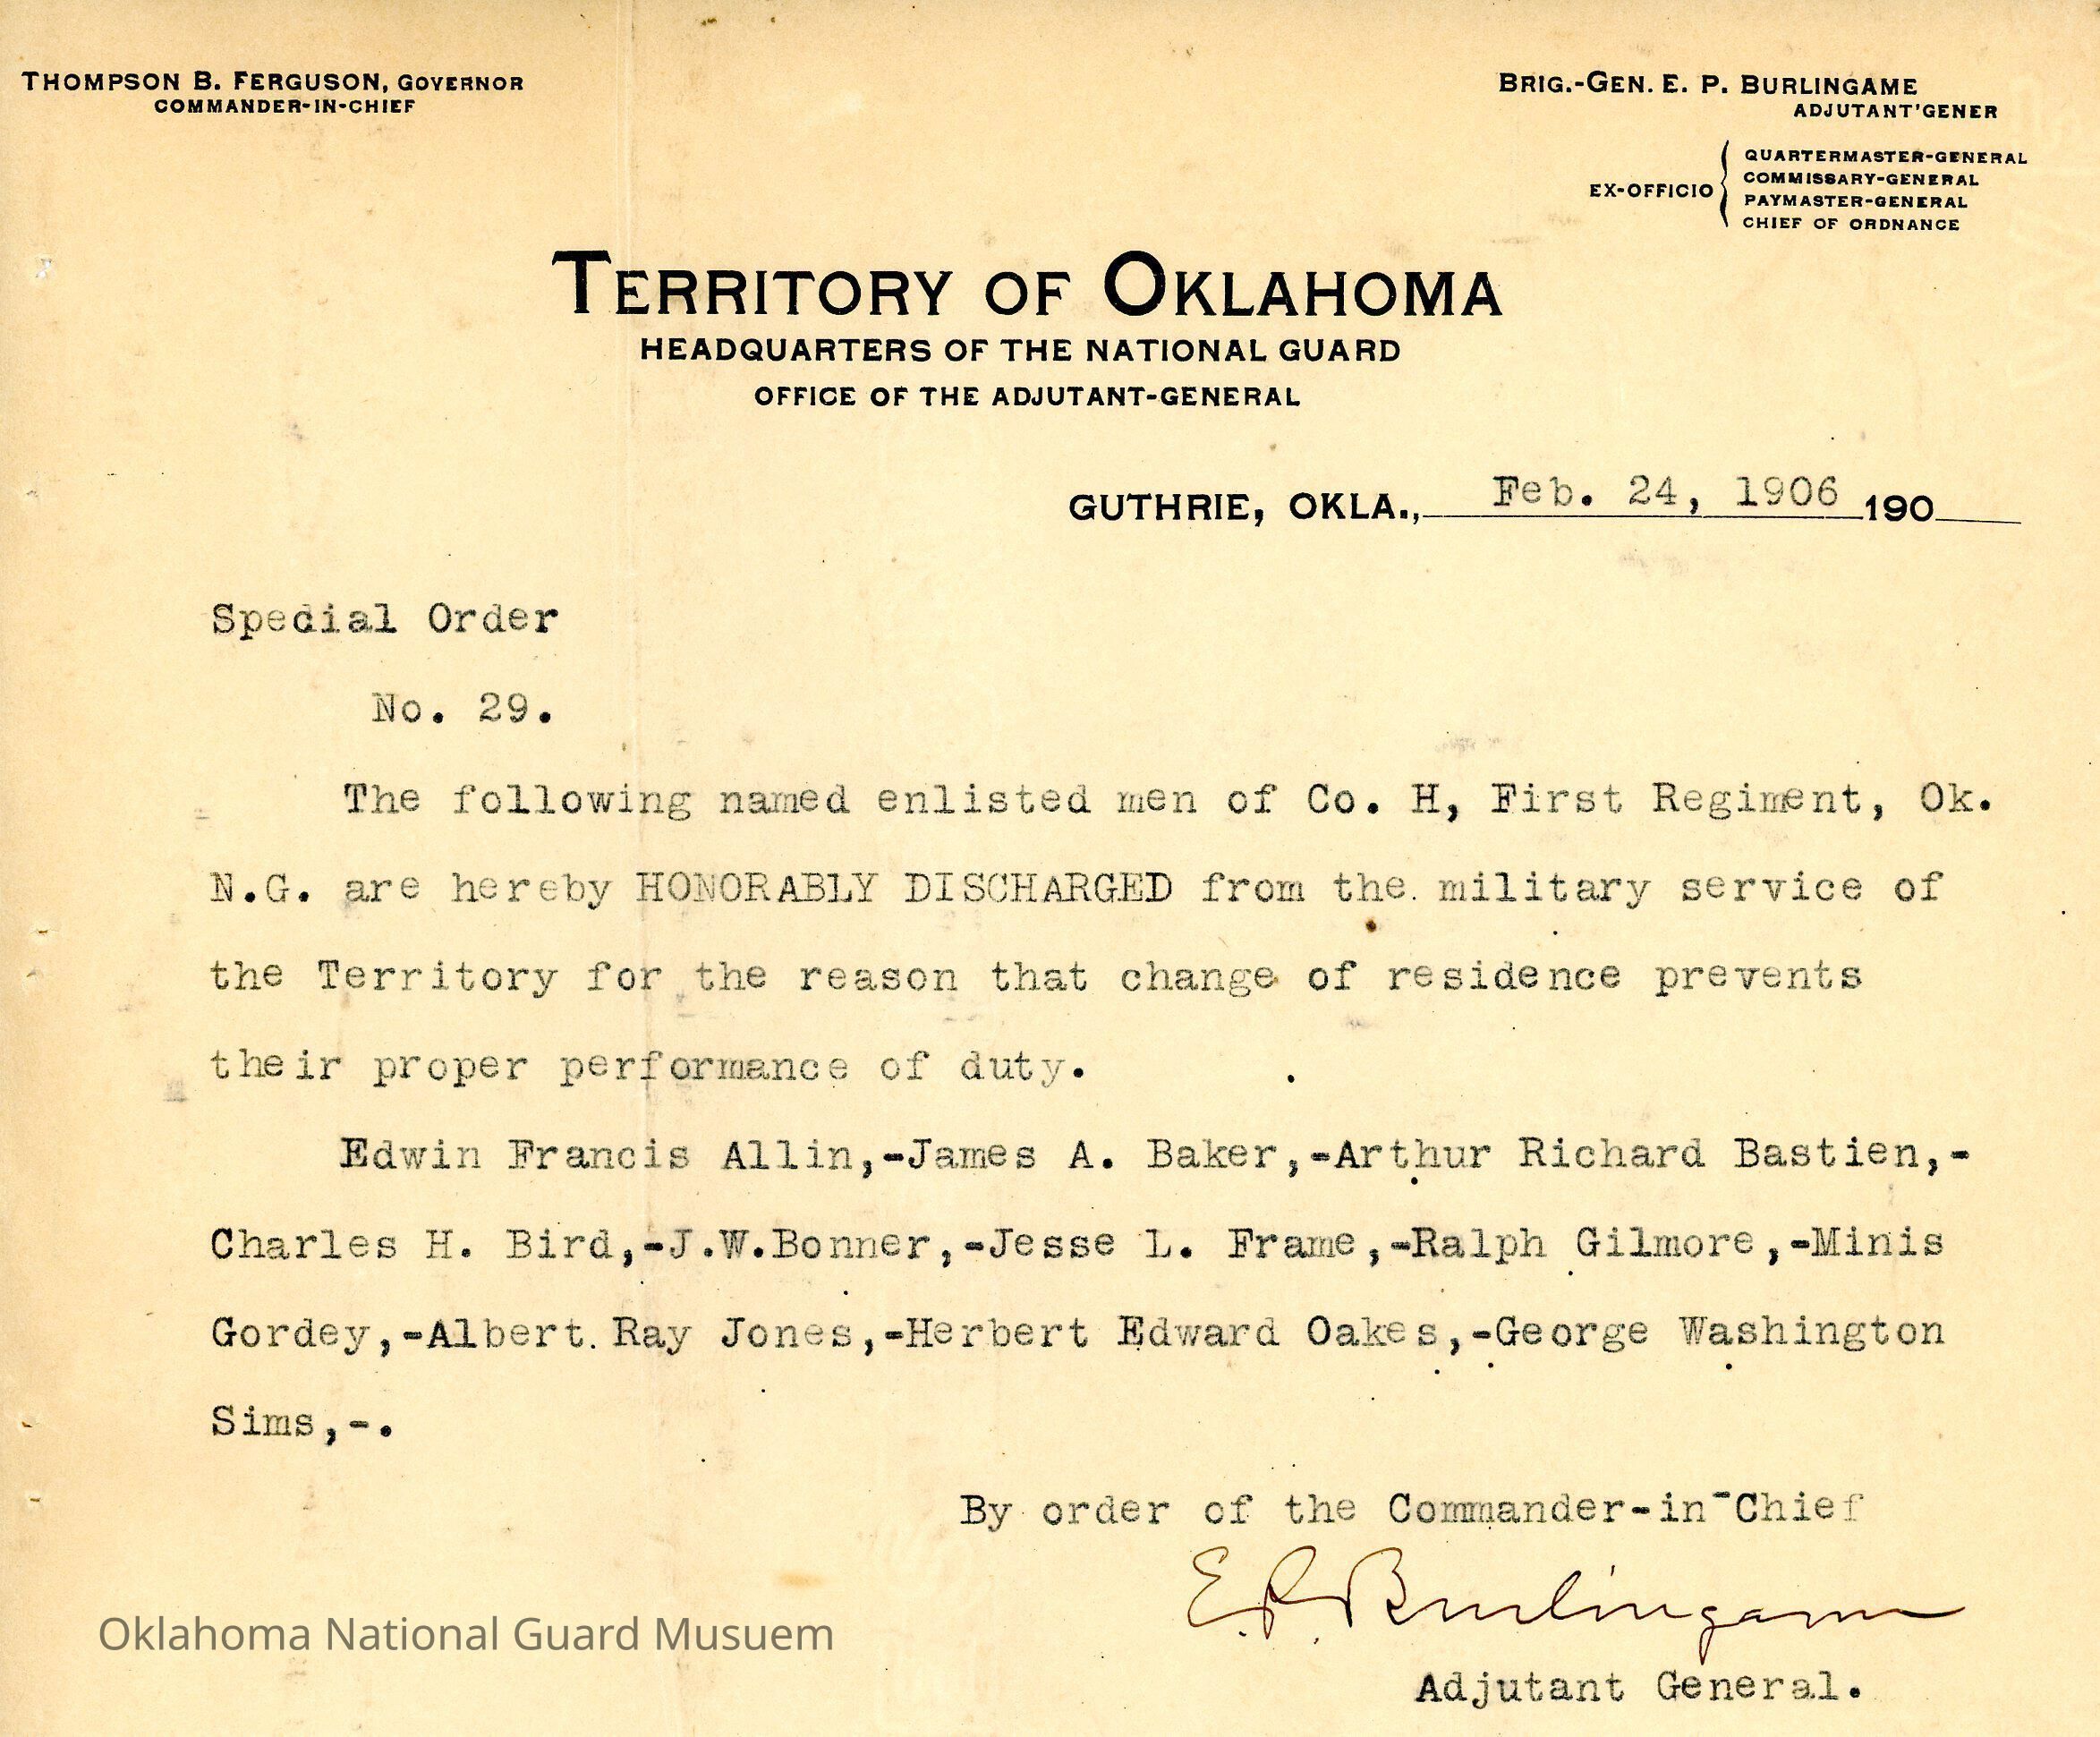 THOMPSON B. FERGUSON, GOVERNOR
COMMANDER-IN-CHIEF
BRIG.-GEN. E. P. BURLINGAME
ADJUTANT'GENER
EX-OFFICIO
QUARTERMASTER-GENERAL
COMMISSARY-GENERAL
PAYMASTER-GENERAL
CHIEF OF ORDNANCE
TERRITORY OF OKLAHOMA
HEADQUARTERS OF THE NATIONAL GUARD
OFFICE OF THE ADJUTANT-GENERAL
GUTHRIE, OKLA., Feb. 24, 1906 190
Special Order
No. 29.
The following named enlisted men of Co. H, First Regiment, Ok.
N.G. are hereby HONORABLY DISCHARGED from the military service of
the Territory for the reason that change of residence prevents
their proper performance of duty.
Edwin Francis Allin,-James A. Baker,-Arthur Richard Bastien,-
Charles H. Bird,-J.W.Bonner,-Jesse L. Frame,-Ralph Gilmore,-Minis
Gordey,-Albert Ray Jones,-Herbert Edward Oakes,-George Washington
Sims,-.
By order of the Commander-in-Chief
E.P. Burlingame
Adjutant General.
Oklahoma National Guard Musuem